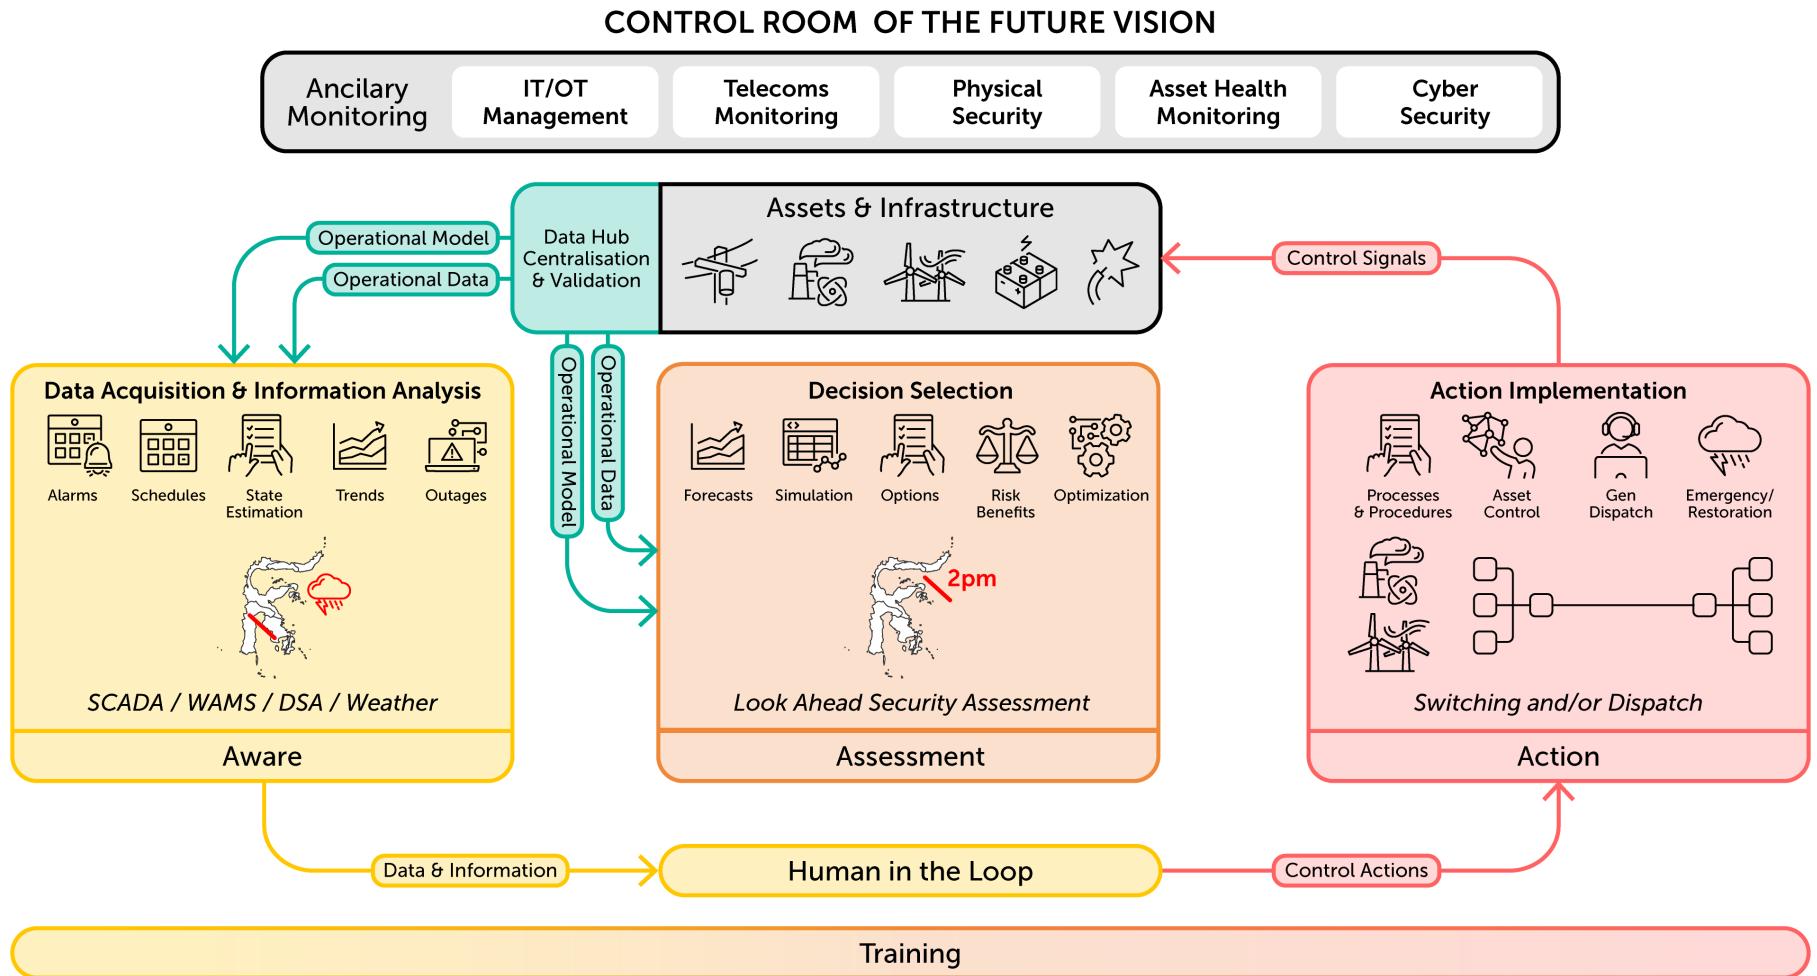 CONTROL ROOM OF THE FUTURE VISION
Ancilary
Monitoring
IT/OT
Management
Telecoms
Monitoring
Physical
Security
Asset Health
Monitoring
Cyber
Security
Operational Model
Operational Data
Data Hub
Centralisation
& Validation
Assets & Infrastructure
Control Signals
Operational Model
Operational Data
Data Acquisition & Information Analysis
Alarms
Schedules
State
Estimation
Trends
Outages
SCADA / WAMS / DSA / Weather
Aware
Decision Selection
Forecasts
Simulation
Options
Risk
Benefits
Optimization
2pm
Look Ahead Security Assessment
Assessment
Action Implementation
Processes
& Procedures
Asset
Control
Gen
Dispatch
Emergency/
Restoration
Switching and/or Dispatch
Action
Data & Information
Human in the Loop
Control Actions
Training